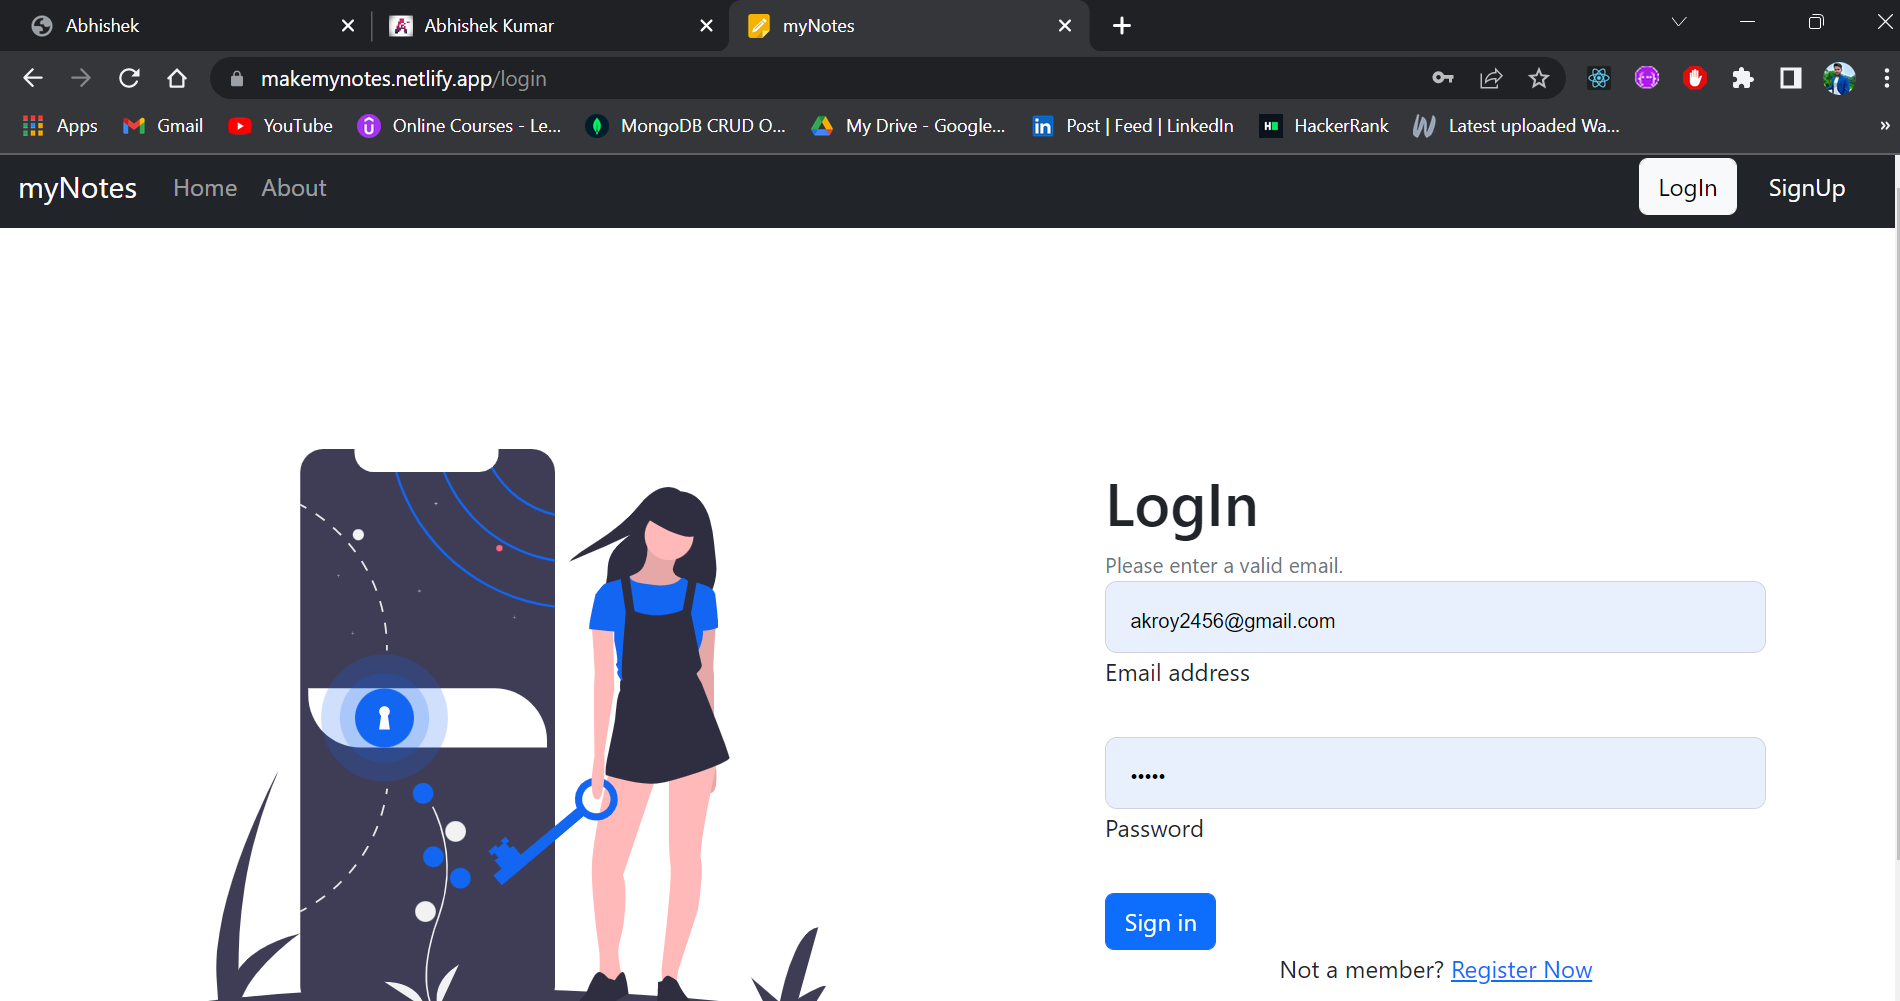 Abhishek
Abhishek Kumar
myNotes
makemynotes.netlify.app/login
Apps
Gmail
YouTube
Online Courses - Le...
MongoDB CRUD O...
My Drive - Google...
Post | Feed | LinkedIn
HackerRank
Latest uploaded Wa...
myNotes
Home
About
LogIn
SignUp
LogIn
Please enter a valid email.
akroy2456@gmail.com
Email address
•••••
Password
Sign in
Not a member? Register Now